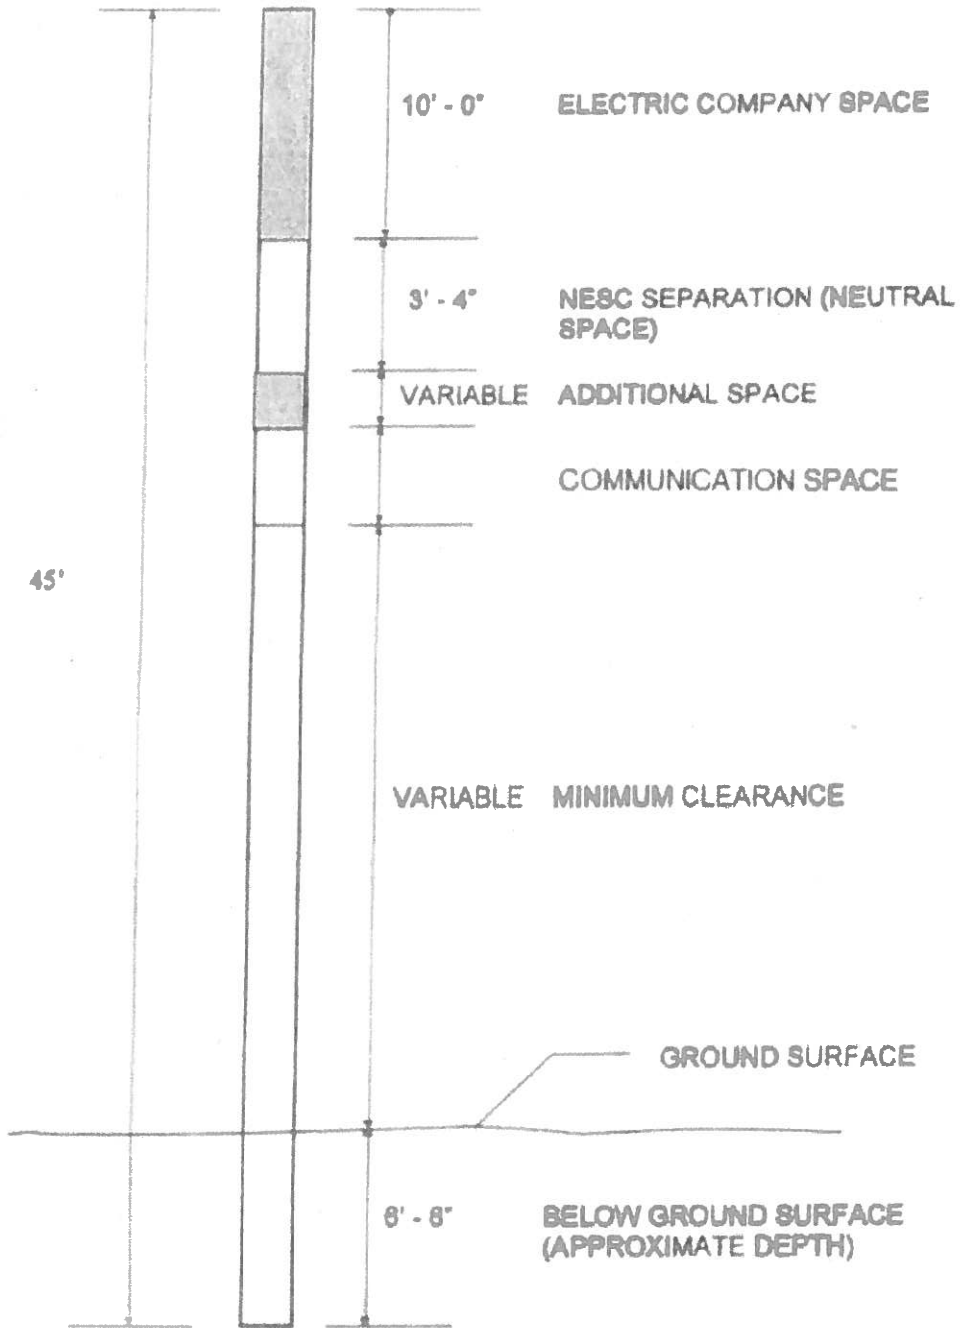 10' - 0" ELECTRIC COMPANY SPACE
3' - 4" NESC SEPARATION (NEUTRAL
SPACE)
VARIABLE ADDITIONAL SPACE
COMMUNICATION SPACE
45'
VARIABLE MINIMUM CLEARANCE
GROUND SURFACE
6' - 6" BELOW GROUND SURFACE
(APPROXIMATE DEPTH)